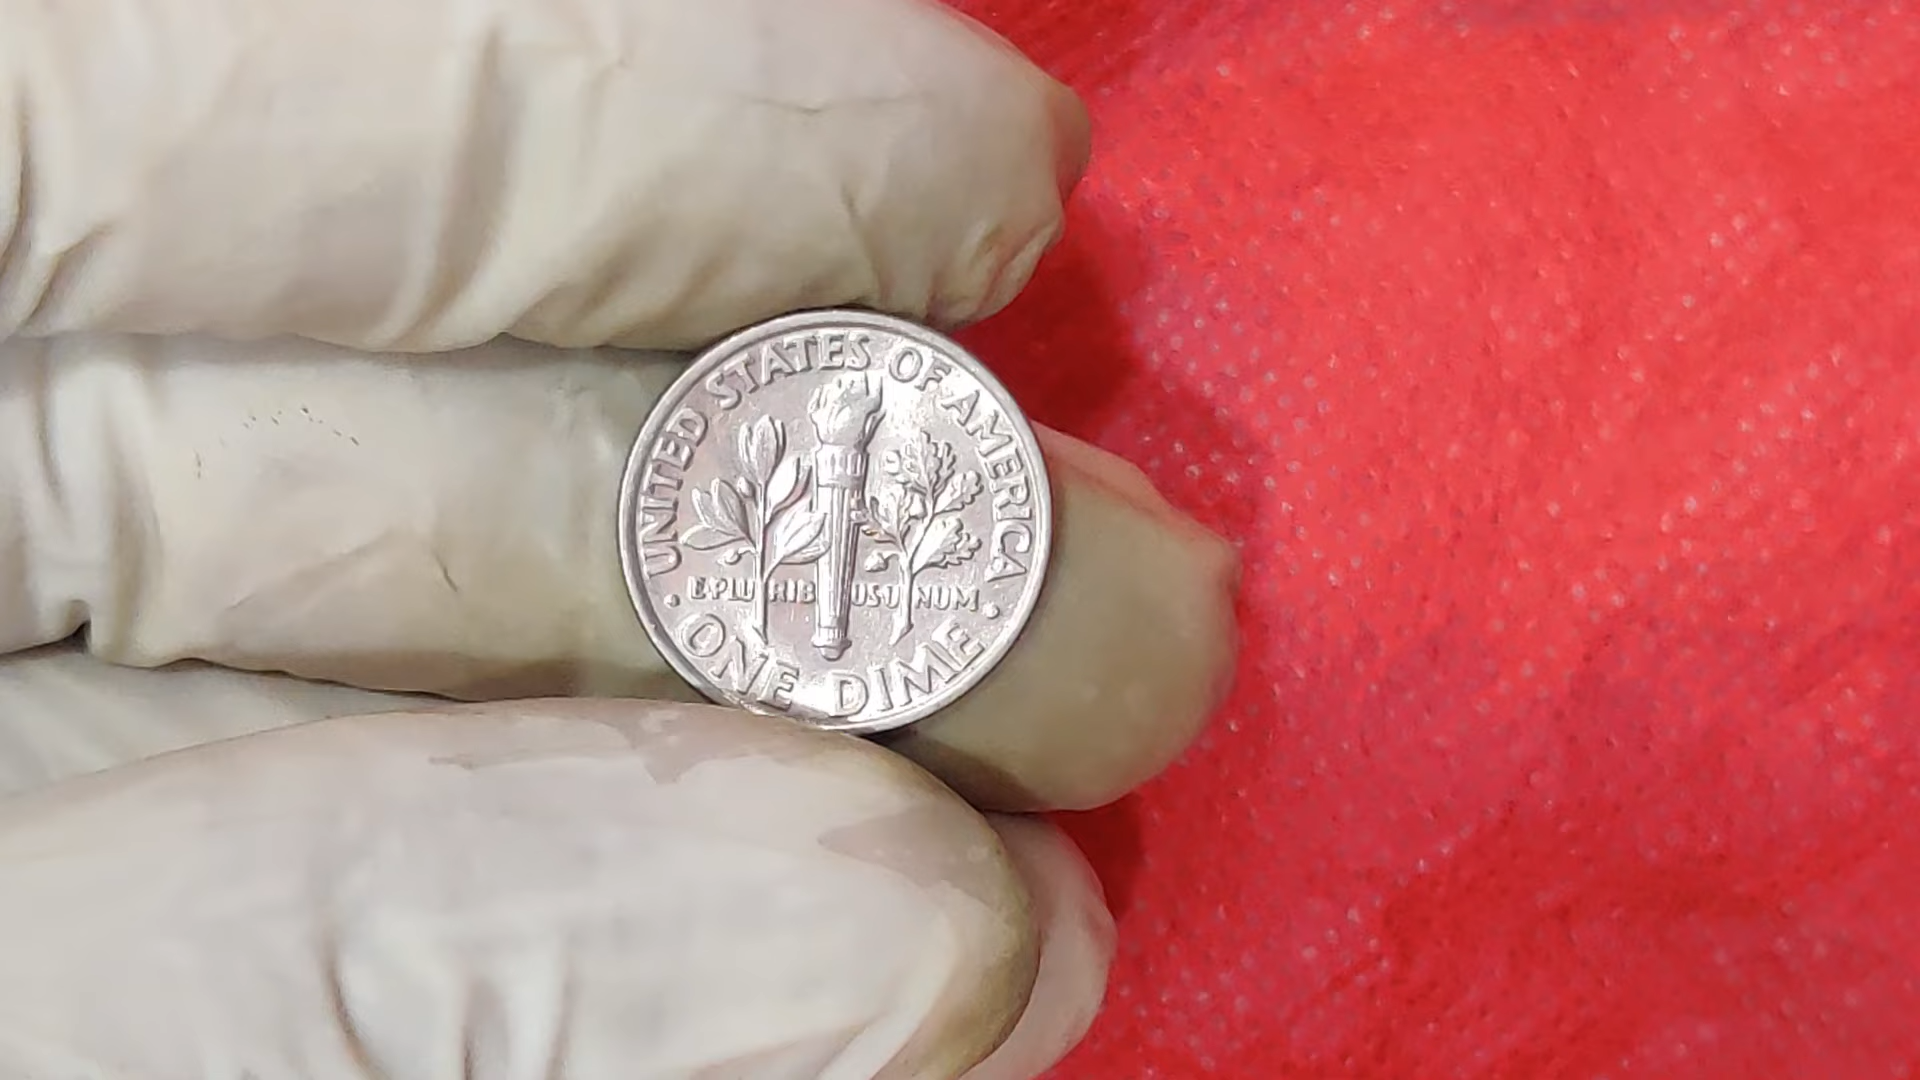 UNITED STATES OF AMERICA
E PLURIBUS UNUM
• ONE DIME •